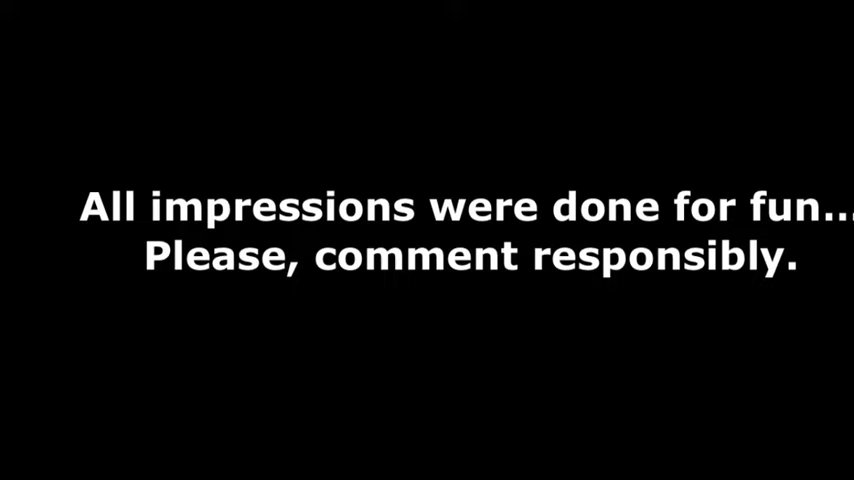 All impressions were done for fun...
Please, comment responsibly.